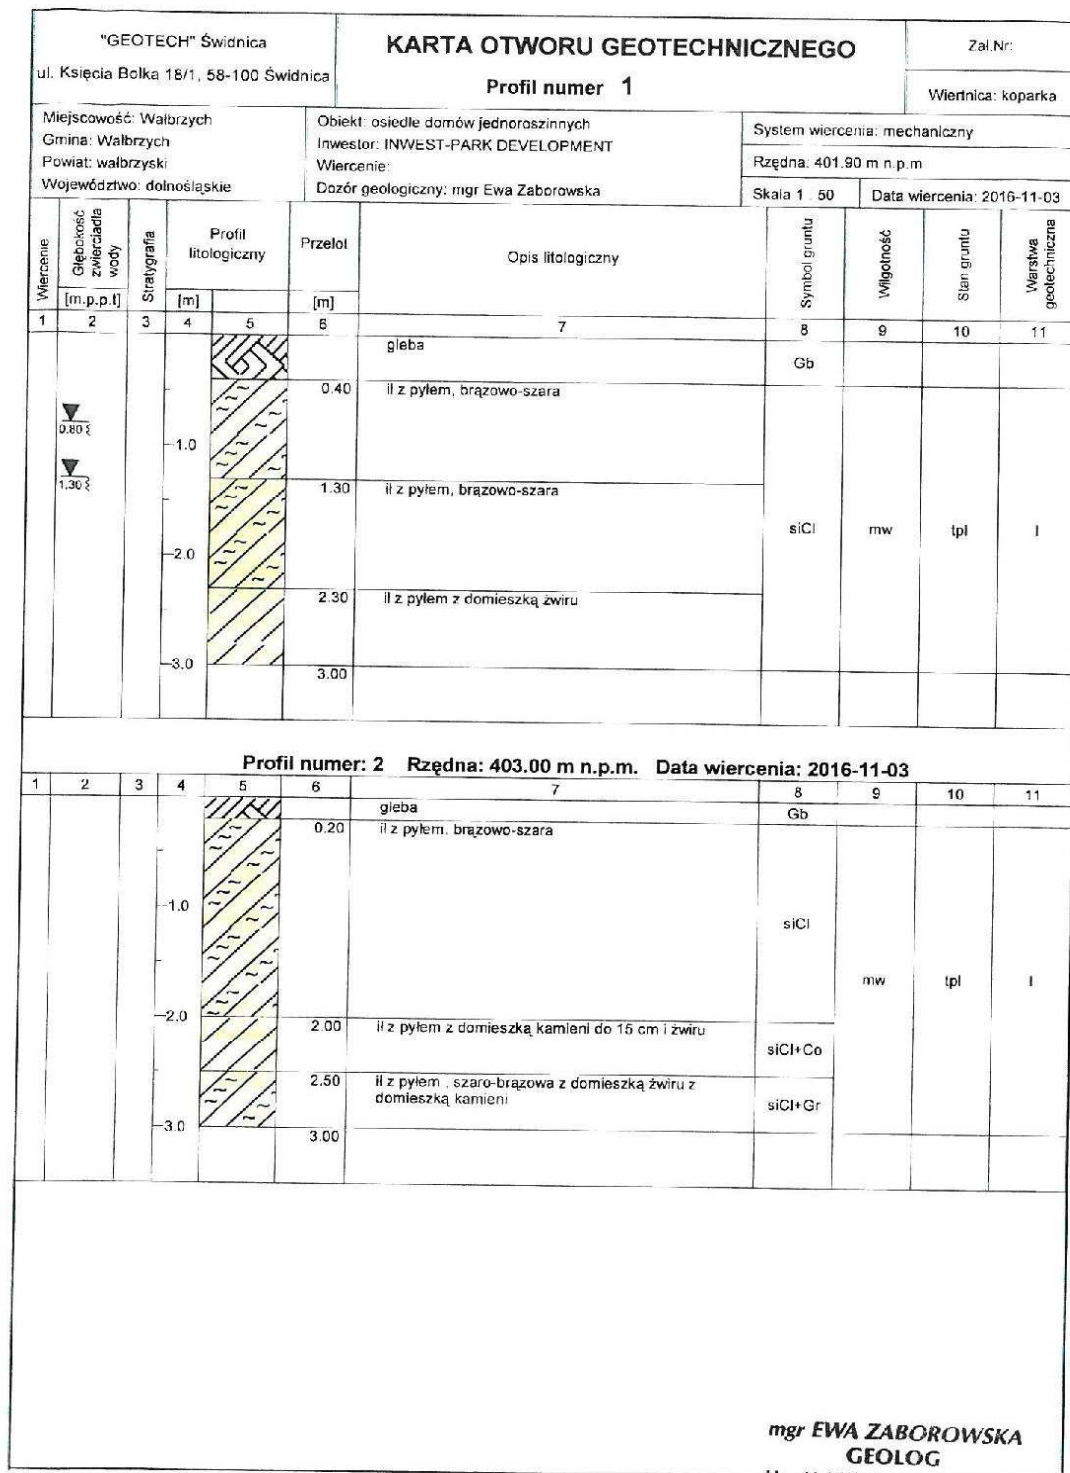 "GEOTECH" Świdnica
ul. Księcia Bolka 18/1, 58-100 Świdnica
KARTA OTWORU GEOTECHNICZNEGO
Profil numer 1
Zał.Nr:
Wiertnica: koparka
Miejscowość: Wałbrzych
Gmina: Wałbrzych
Powiat: wałbrzyski
Województwo: dolnośląskie
Obiekt: osiedle domów jednoroszinnych
Inwestor: INWEST-PARK DEVELOPMENT
Wiercenie:
Dozór geologiczny: mgr Ewa Zaborowska
System wiercenia: mechaniczny
Rzędna: 401.90 m n.p.m
Skala 1 : 50
Data wiercenia: 2016-11-03
Wiercenie
Głębokość zwierciadła wody
[m.p.p.t]
Stratygrafia
Profil litologiczny
[m]
Przelot
[m]
Opis litologiczny
Symbol gruntu
Wilgotność
Stan gruntu
Warstwa geotechniczna
1 2 3 4 5 6 7 8 9 10 11
gleba
Gb
0.40 ił z pyłem, brązowo-szara
0.80
1.0
1.30
1.30 ił z pyłem, brązowo-szara
siCl mw tpl I
2.0
2.30 ił z pyłem z domieszką żwiru
3.0
3.00
Profil numer: 2 Rzędna: 403.00 m n.p.m. Data wiercenia: 2016-11-03
1 2 3 4 5 6 7 8 9 10 11
gleba
Gb
0.20 ił z pyłem, brązowo-szara
1.0
siCl
mw tpl I
2.0
2.00 ił z pyłem z domieszką kamieni do 15 cm i żwiru
siCl+Co
2.50 ił z pyłem , szaro-brązowa z domieszką żwiru z
domieszką kamieni
siCl+Gr
3.0
3.00
mgr EWA ZABOROWSKA
GEOLOG